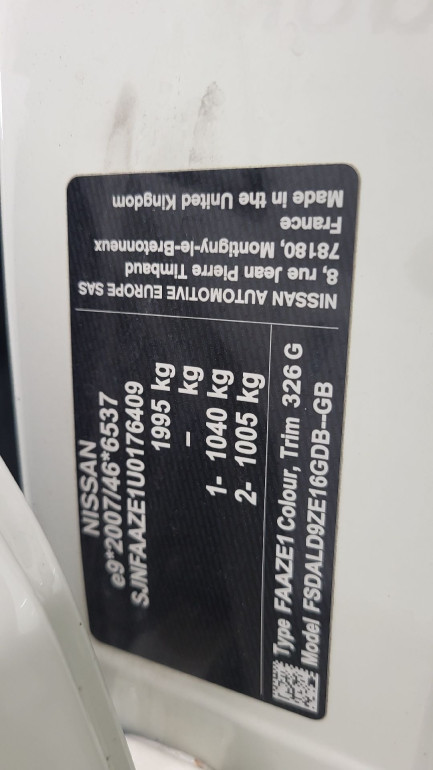 NISSAN
e9*2007/46*6537
SJNFAAZE1U0176409
1995 kg
– kg
1- 1040 kg
2- 1005 kg
Type FAAZE1 Colour, Trim 326 G
Model FSDALD9ZE16GDB--GB
NISSAN AUTOMOTIVE EUROPE SAS
8, rue Jean Pierre Timbaud
78180, Montigny-le-Bretonneux
France
Made in the United Kingdom